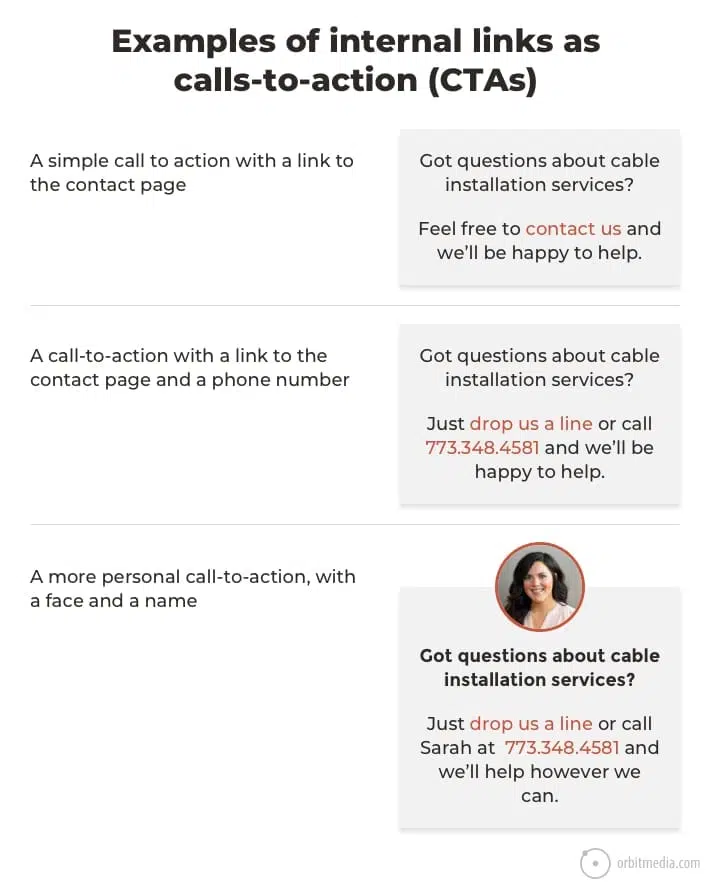 Examples of internal links as
calls-to-action (CTAs)
A simple call to action with a link to
the contact page
Got questions about cable
installation services?
Feel free to contact us and
we’ll be happy to help.
A call-to-action with a link to the
contact page and a phone number
Got questions about cable
installation services?
Just drop us a line or call
773.348.4581 and we’ll be
happy to help.
A more personal call-to-action, with
a face and a name
Got questions about cable
installation services?
Just drop us a line or call
Sarah at 773.348.4581 and
we’ll help however we
can.
orbitmedia.com